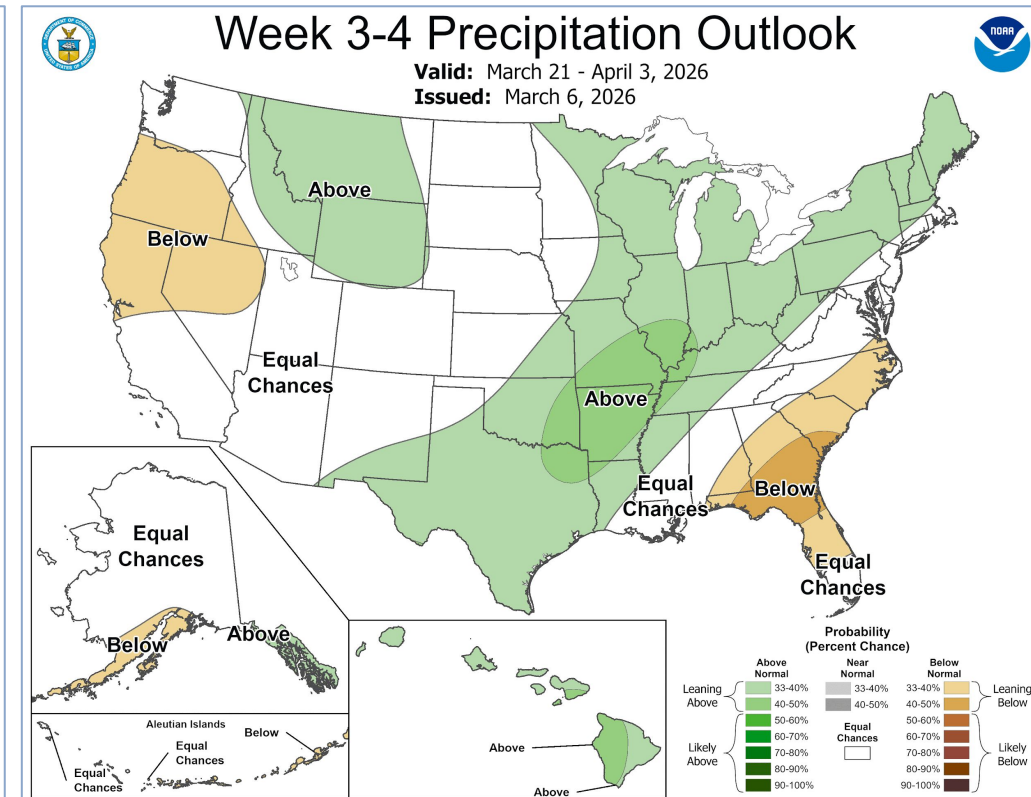 Week 3-4 Precipitation Outlook
Valid: March 21 - April 3, 2026
Issued: March 6, 2026
NOAA
Above
Below
Equal
Chances
Above
Equal
Chances
Below
Equal
Chances
Equal
Chances
Below
Above
Aleutian Islands
Below
Equal
Chances
Equal
Chances
Above
Above
Probability
(Percent Chance)
Above
Normal
Near
Normal
Below
Normal
Leaning
Above
33-40%
40-50%
33-40%
40-50%
33-40%
40-50%
Leaning
Below
Likely
Above
50-60%
60-70%
70-80%
80-90%
90-100%
Equal
Chances
50-60%
60-70%
70-80%
80-90%
90-100%
Likely
Below